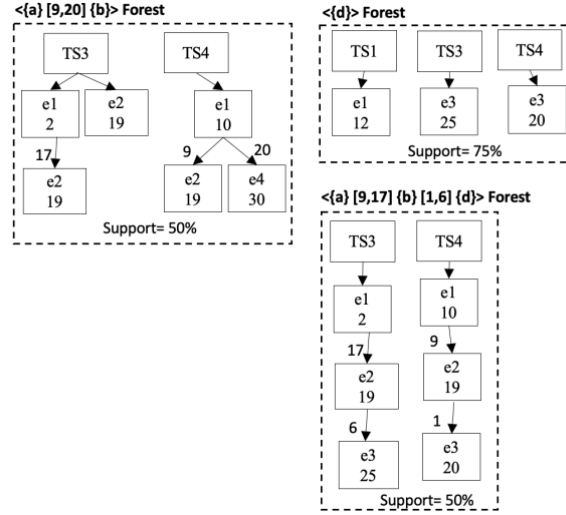 <{a} [9,20] {b}> Forest
TS3 TS4
e1
2
e2
19
e1
10
17
9
20
e2
19
e2
19
e4
30
Support= 50%
<{d}> Forest
TS1 TS3 TS4
e1
12
e3
25
e3
20
Support= 75%
<{a} [9,17] {b} [1,6] {d}> Forest
TS3 TS4
e1
2
e1
10
17
9
e2
19
e2
19
6
1
e3
25
e3
20
Support= 50%